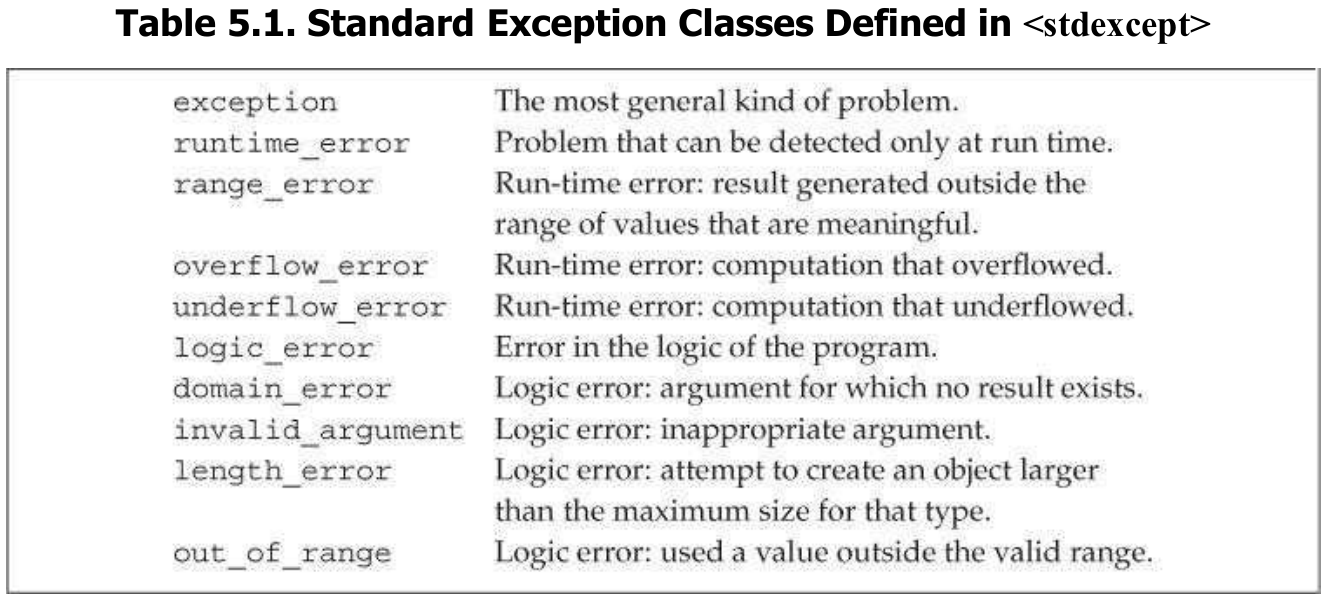 Table 5.1. Standard Exception Classes Defined in <stdexcept>
exception The most general kind of problem.
runtime_error Problem that can be detected only at run time.
range_error Run-time error: result generated outside the
range of values that are meaningful.
overflow_error Run-time error: computation that overflowed.
underflow_error Run-time error: computation that underflowed.
logic_error Error in the logic of the program.
domain_error Logic error: argument for which no result exists.
invalid_argument Logic error: inappropriate argument.
length_error Logic error: attempt to create an object larger
than the maximum size for that type.
out_of_range Logic error: used a value outside the valid range.